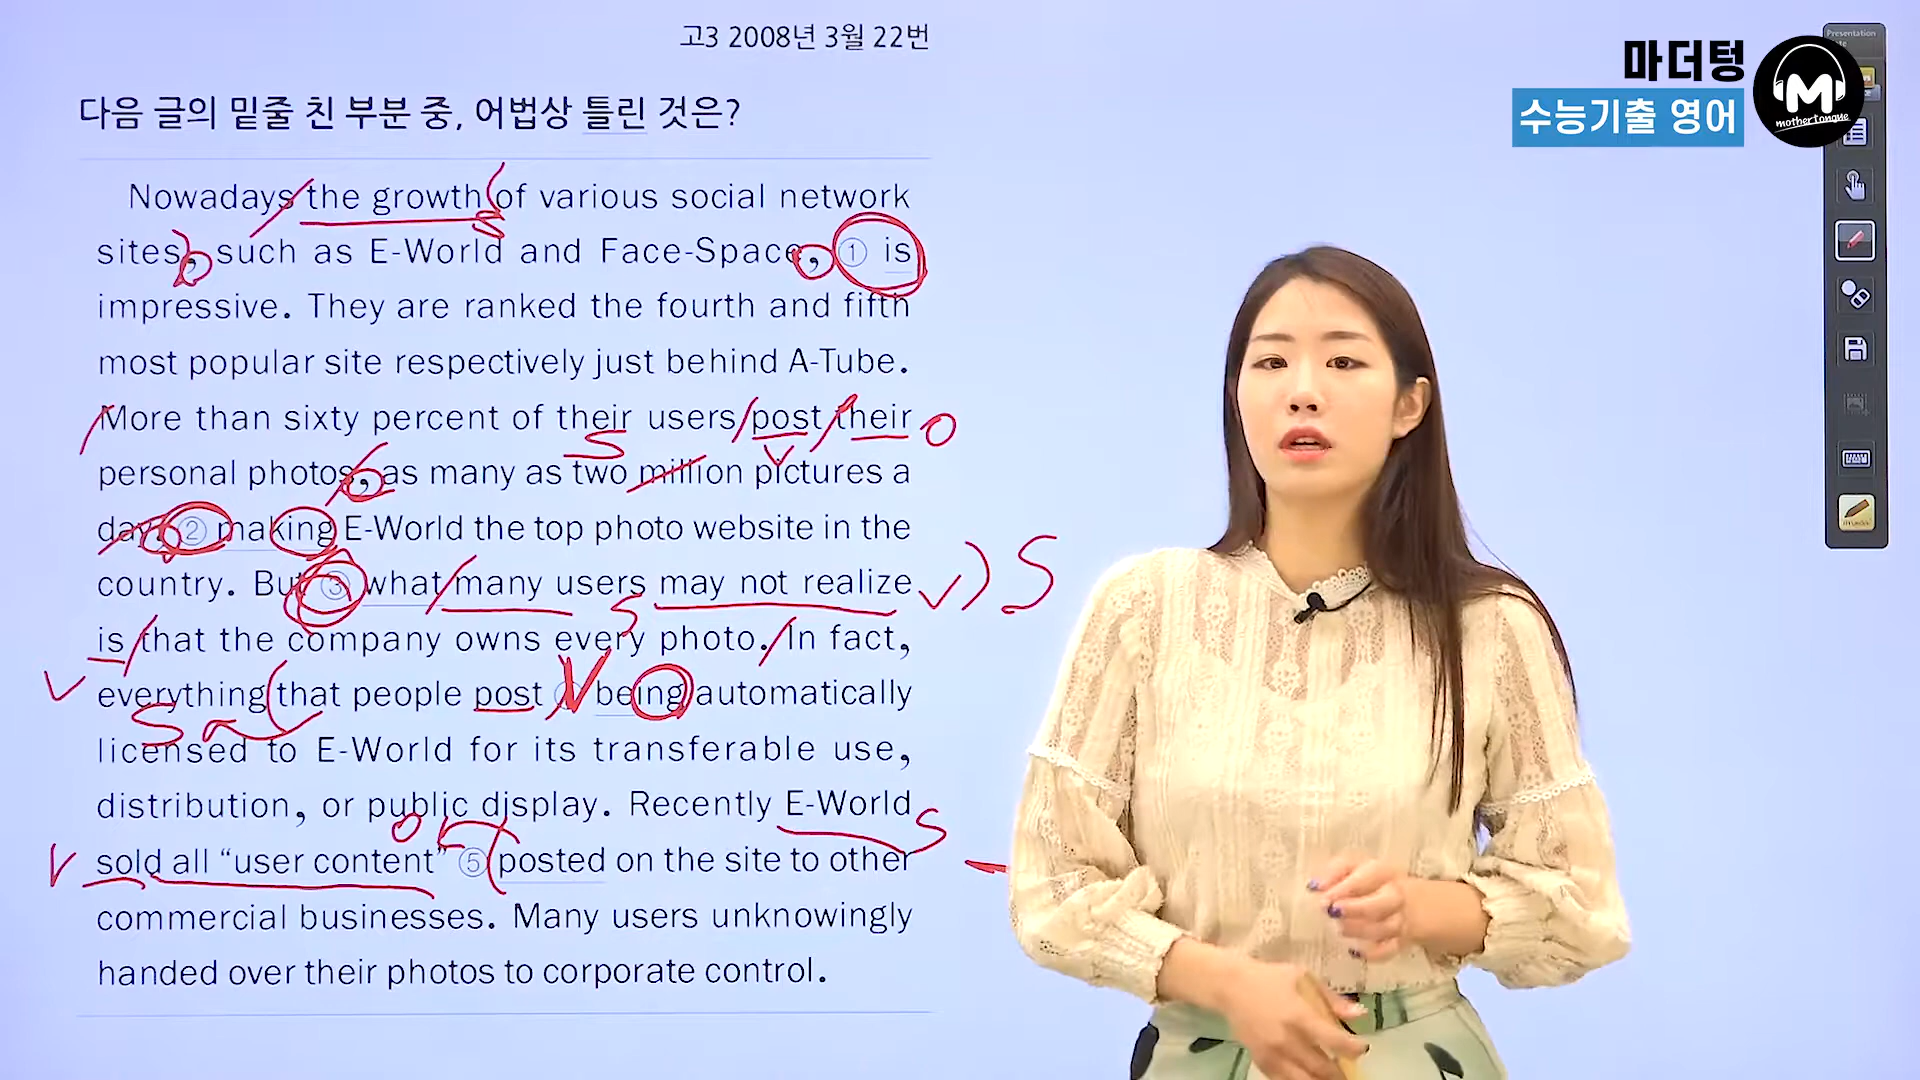 고3 2008년 3월 22번
마더텅
수능기출 영어
mothertongue
Presentation
다음 글의 밑줄 친 부분 중, 어법상 틀린 것은?
Nowadays the growth of various social network
sites, such as E-World and Face-Space, ① is
impressive. They are ranked the fourth and fifth
most popular site respectively just behind A-Tube.
More than sixty percent of their users post their
personal photos, as many as two million pictures a
day, ② making E-World the top photo website in the
country. But ③ what many users may not realize
is that the company owns every photo. In fact,
everything that people post being automatically
licensed to E-World for its transferable use,
distribution, or public display. Recently E-World
sold all “user content” ⑤ posted on the site to other
commercial businesses. Many users unknowingly
handed over their photos to corporate control.